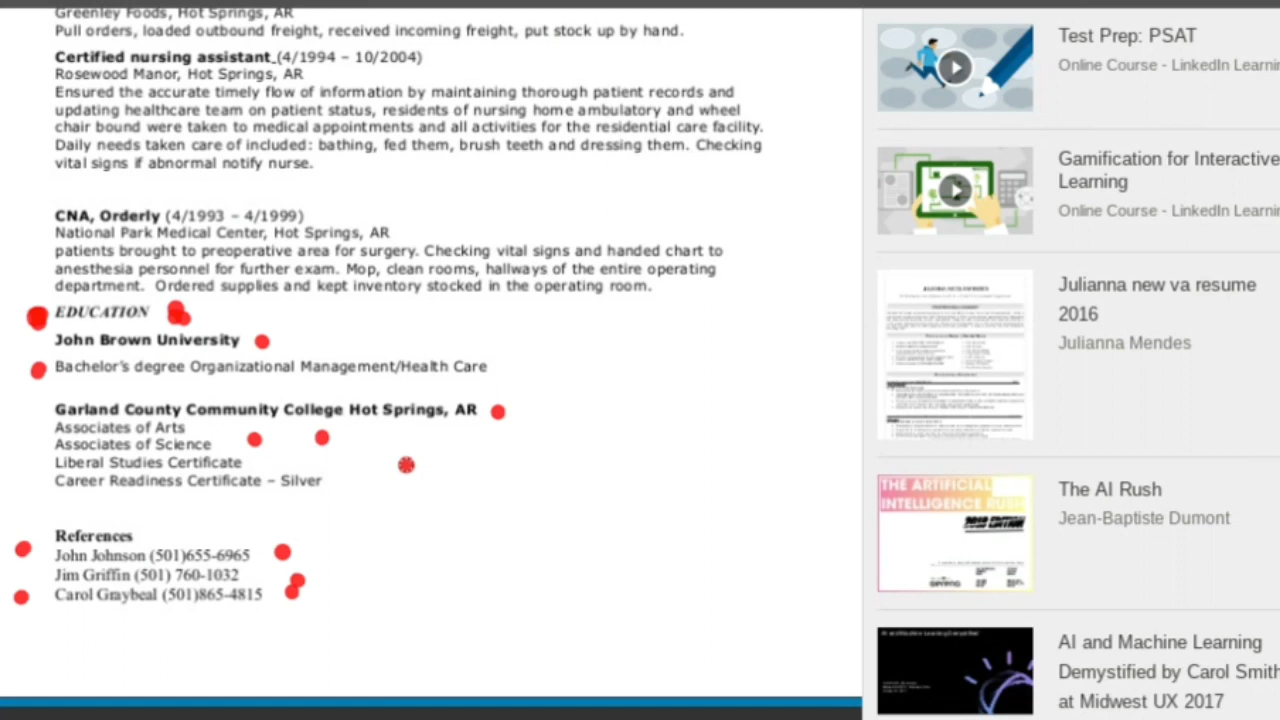 Greenley Foods, Hot Springs, AR
Pull orders, loaded outbound freight, received incoming freight, put stock up by hand.
Certified nursing assistant (4/1994 – 10/2004)
Rosewood Manor, Hot Springs, AR
Ensured the accurate timely flow of information by maintaining thorough patient records and
updating healthcare team on patient status, residents of nursing home ambulatory and wheel
chair bound were taken to medical appointments and all activities for the residential care facility.
Daily needs taken care of included: bathing, fed them, brush teeth and dressing them. Checking
vital signs if abnormal notify nurse.
CNA, Orderly (4/1993 – 4/1999)
National Park Medical Center, Hot Springs, AR
patients brought to preoperative area for surgery. Checking vital signs and handed chart to
anesthesia personnel for further exam. Mop, clean rooms, hallways of the entire operating
department. Ordered supplies and kept inventory stocked in the operating room.
EDUCATION
John Brown University
Bachelor's degree Organizational Management/Health Care
Garland County Community College Hot Springs, AR
Associates of Arts
Associates of Science
Liberal Studies Certificate
Career Readiness Certificate – Silver
References
John Johnson (501)655-6965
Jim Griffin (501) 760-1032
Carol Graybeal (501)865-4815
Test Prep: PSAT
Online Course - LinkedIn Learnin
Gamification for Interactive
Learning
Online Course - LinkedIn Learnin
Julianna new va resume
2016
Julianna Mendes
THE ARTIFICIAL
INTELLIGENCE RUSH
The AI Rush
Jean-Baptiste Dumont
AI and Machine Learning
Demystified by Carol Smith
at Midwest UX 2017